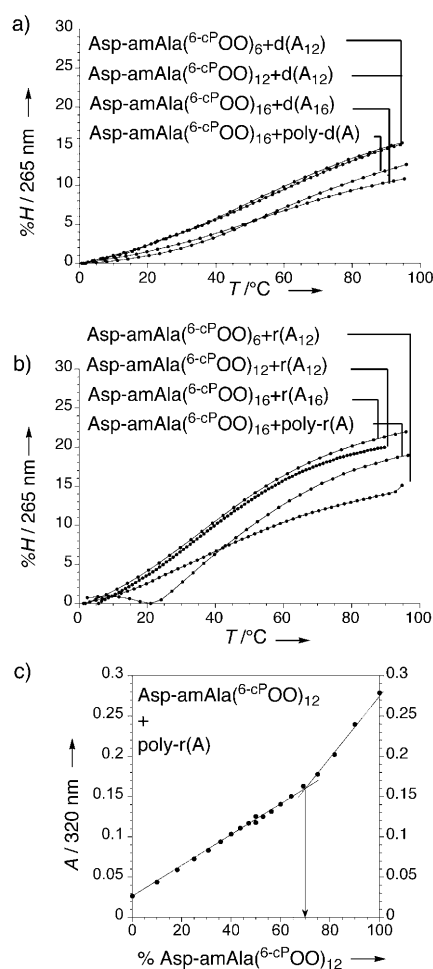 a)
Asp-amAla(6-cPOO)6+d(A12)
Asp-amAla(6-cPOO)12+d(A12)
Asp-amAla(6-cPOO)16+d(A16)
Asp-amAla(6-cPOO)16+poly-d(A)
%H / 265 nm
30
25
20
15
10
5
0
0 20 40 60 80 100
T/°C
b)
Asp-amAla(6-cPOO)6+r(A12)
Asp-amAla(6-cPOO)12+r(A12)
Asp-amAla(6-cPOO)16+r(A16)
Asp-amAla(6-cPOO)16+poly-r(A)
%H / 265 nm
30
25
20
15
10
5
0
0 20 40 60 80 100
T/°C
c)
Asp-amAla(6-cPOO)12
+
poly-r(A)
A / 320 nm
0.3 0.3
0.25 0.25
0.2 0.2
0.15 0.15
0.1 0.1
0.05 0.05
0 0
0 20 40 60 80 100
% Asp-amAla(6-cPOO)12